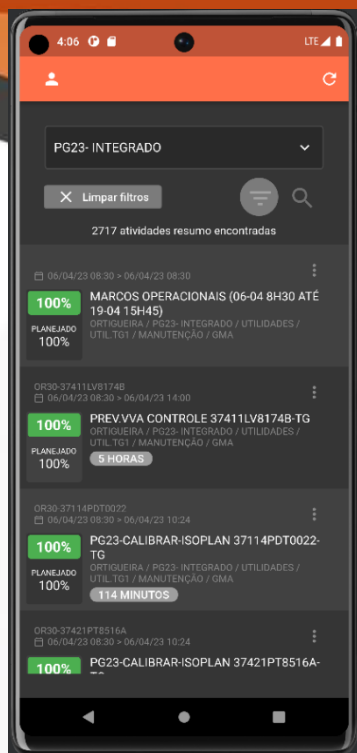 4:06
LTE
PG23- INTEGRADO
Limpar filtros
2717 atividades resumo encontradas
06/04/23 08:30 > 06/04/23 08:30
100%
MARCOS OPERACIONAIS (06-04 8H30 ATÉ
19-04 15H45)
PLANEJADO
100%
ORTIGUEIRA / PG23- INTEGRADO / UTILIDADES /
UTIL.TG1 / MANUTENÇÃO / GMA
OR30-37411LV8174B
06/04/23 08:30 > 06/04/23 14:00
100%
PREV.VVA CONTROLE 37411LV8174B-TG
PLANEJADO
100%
ORTIGUEIRA / PG23- INTEGRADO / UTILIDADES /
UTIL.TG1 / MANUTENÇÃO / GMA
5 HORAS
OR30-37114PDT0022
06/04/23 08:30 > 06/04/23 10:24
100%
PG23-CALIBRAR-ISOPLAN 37114PDT0022-
TG
PLANEJADO
100%
ORTIGUEIRA / PG23- INTEGRADO / UTILIDADES /
UTIL.TG1 / MANUTENÇÃO / GMA
114 MINUTOS
OR30-37421PT8516A
06/04/23 08:30 > 06/04/23 10:24
100%
PG23-CALIBRAR-ISOPLAN 37421PT8516A-